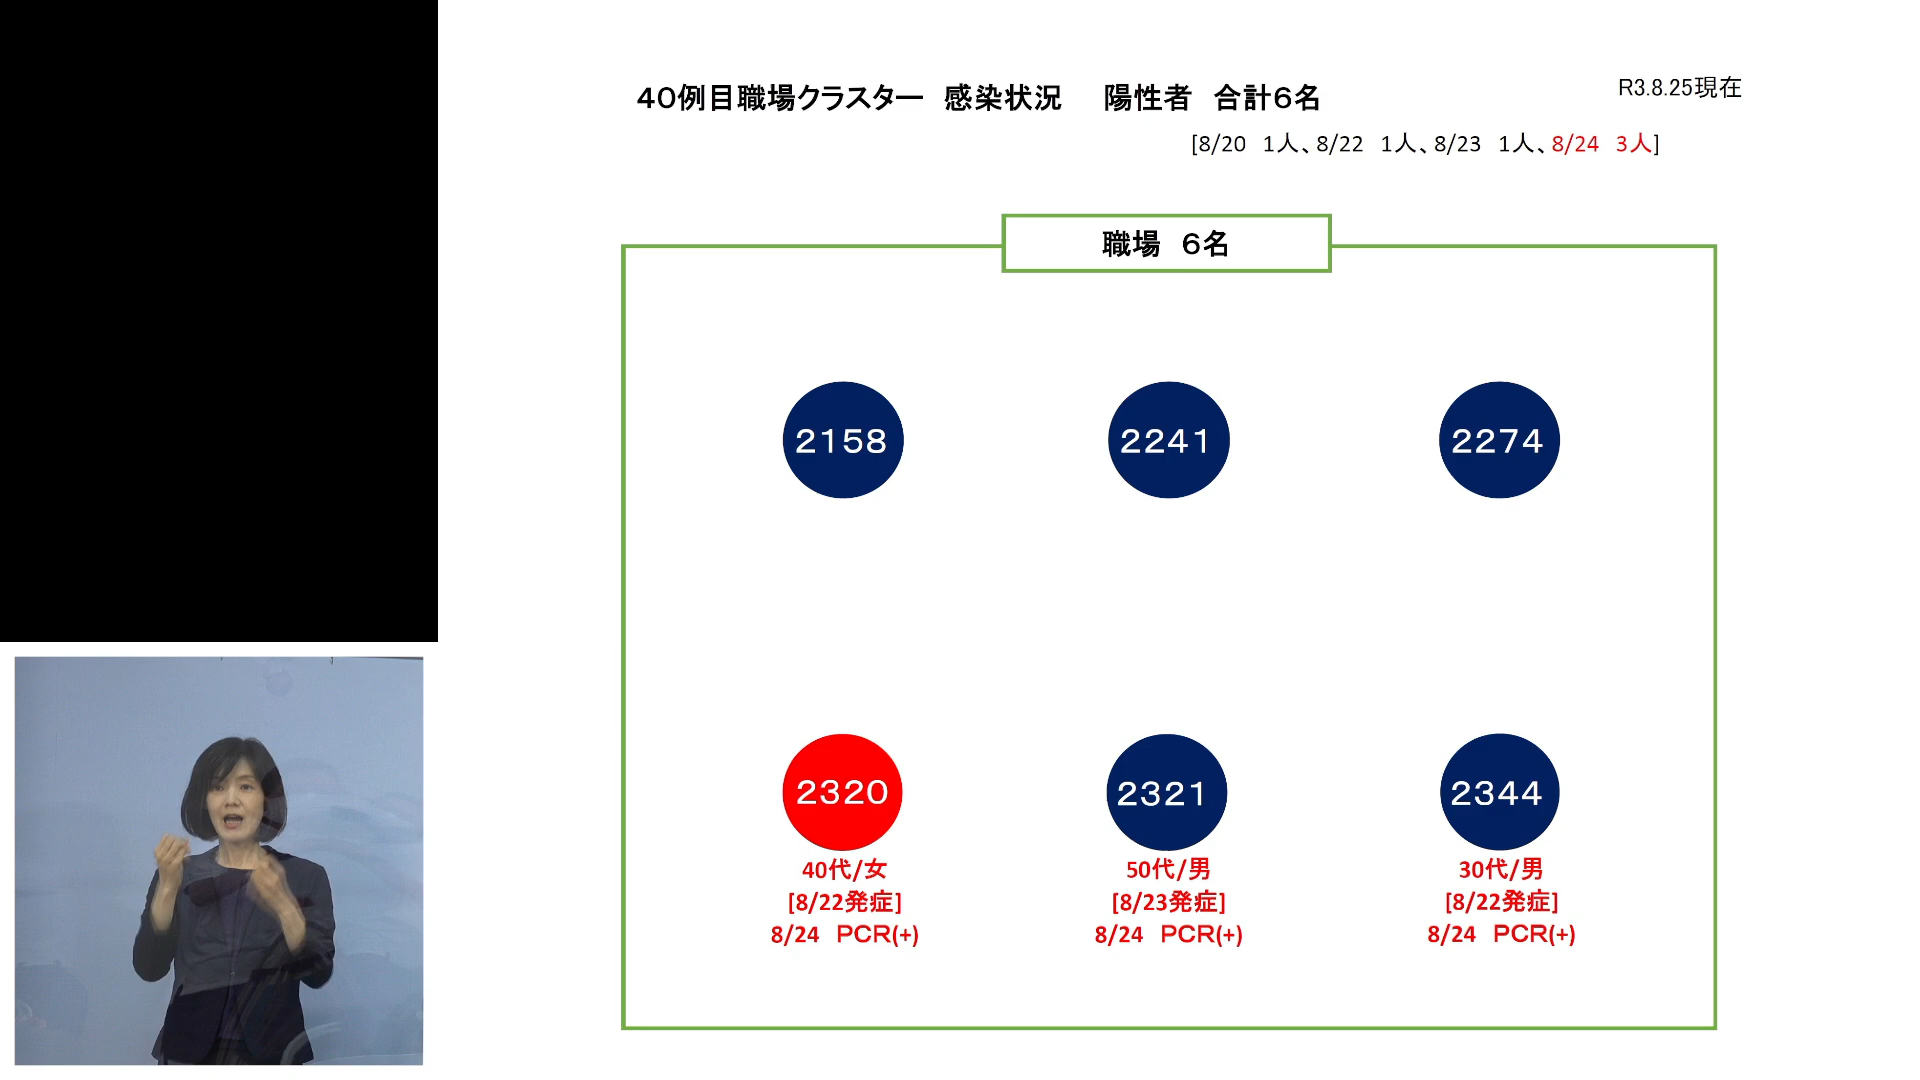 40例目職場クラスター　感染状況　陽性者　合計6名
R3.8.25現在
[8/20　1人、8/22　1人、8/23　1人、8/24　3人]
職場　6名
2158
2241
2274
2320
2321
2344
40代/女
[8/22発症]
8/24　PCR(+)
50代/男
[8/23発症]
8/24　PCR(+)
30代/男
[8/22発症]
8/24　PCR(+)